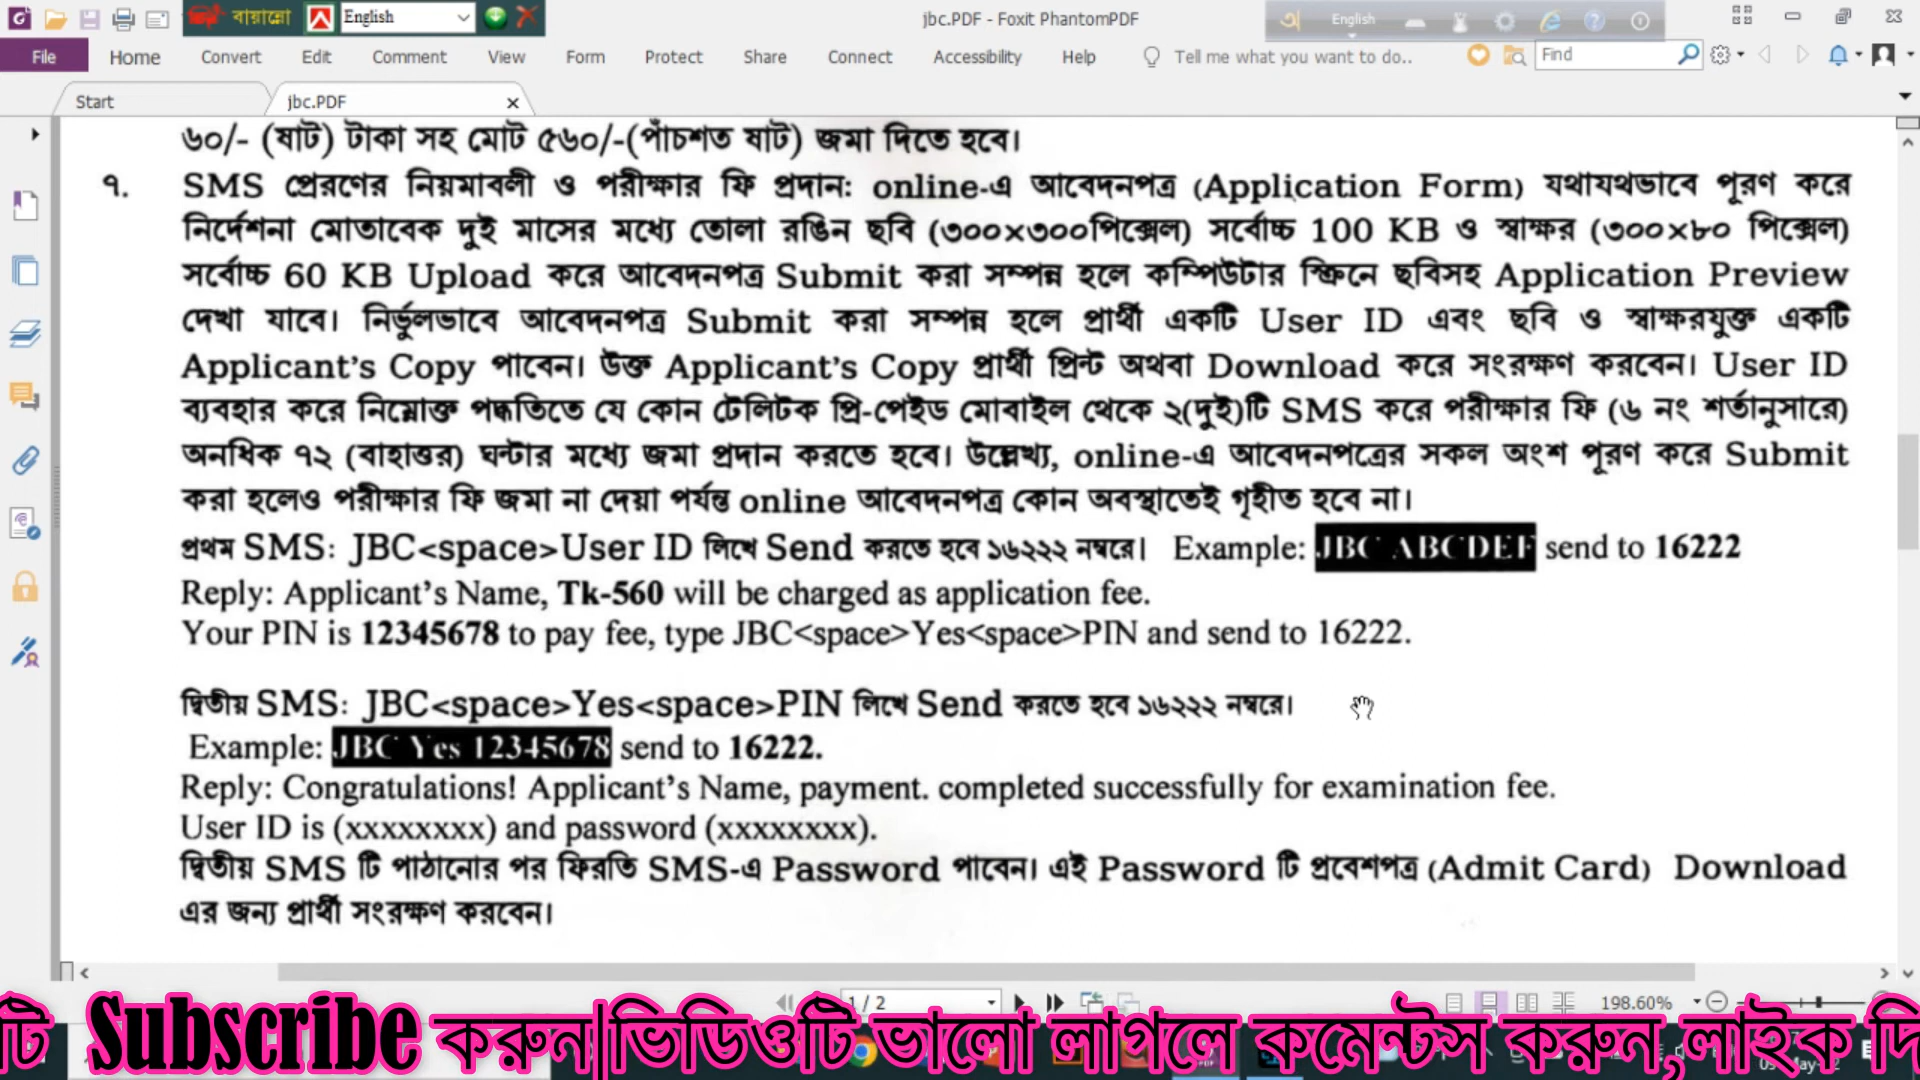 বায়ান্নো English jbc.PDF - Foxit PhantomPDF English
File Home Convert Edit Comment View Form Protect Share Connect Accessibility Help Tell me what you want to do.. Find
Start jbc.PDF
৬০/- (ষাট) টাকা সহ মোট ৫৬০/-(পাঁচশত ষাট) জমা দিতে হবে।
৭. SMS প্রেরণের নিয়মাবলী ও পরীক্ষার ফি প্রদান: online-এ আবেদনপত্র (Application Form) যথাযথভাবে পূরণ করে
নির্দেশনা মোতাবেক দুই মাসের মধ্যে তোলা রঙিন ছবি (৩০০x৩০০পিক্সেল) সর্বোচ্চ 100 KB ও স্বাক্ষর (৩০০x৮০ পিক্সেল)
সর্বোচ্চ 60 KB Upload করে আবেদনপত্র Submit করা সম্পন্ন হলে কম্পিউটার স্ক্রিনে ছবিসহ Application Preview
দেখা যাবে। নির্ভুলভাবে আবেদনপত্র Submit করা সম্পন্ন হলে প্রার্থী একটি User ID এবং ছবি ও স্বাক্ষরযুক্ত একটি
Applicant's Copy পাবেন। উক্ত Applicant's Copy প্রার্থী প্রিন্ট অথবা Download করে সংরক্ষণ করবেন। User ID
ব্যবহার করে নিম্নোক্ত পদ্ধতিতে যে কোন টেলিটক প্রি-পেইড মোবাইল থেকে ২(দুই)টি SMS করে পরীক্ষার ফি (৬ নং শর্তানুসারে)
অনধিক ৭২ (বাহাত্তর) ঘন্টার মধ্যে জমা প্রদান করতে হবে। উল্লেখ্য, online-এ আবেদনপত্রের সকল অংশ পূরণ করে Submit
করা হলেও পরীক্ষার ফি জমা না দেয়া পর্যন্ত online আবেদনপত্র কোন অবস্থাতেই গৃহীত হবে না।
প্রথম SMS: JBC<space>User ID লিখে Send করতে হবে ১৬২২২ নম্বরে। Example: JBC ABCDEF send to 16222
Reply: Applicant's Name, Tk-560 will be charged as application fee.
Your PIN is 12345678 to pay fee, type JBC<space>Yes<space>PIN and send to 16222.
দ্বিতীয় SMS: JBC<space>Yes<space>PIN লিখে Send করতে হবে ১৬২২২ নম্বরে।
Example: JBC Yes 12345678 send to 16222.
Reply: Congratulations! Applicant's Name, payment. completed successfully for examination fee.
User ID is (xxxxxxxx) and password (xxxxxxxx).
দ্বিতীয় SMS টি পাঠানোর পর ফিরতি SMS-এ Password পাবেন। এই Password টি প্রবেশপত্র (Admit Card) Download
এর জন্য প্রার্থী সংরক্ষণ করবেন।
1 / 2 198.60%
টি Subscribe করুন|ভিডিওটি ভালো লাগলে কমেন্টস করুন,লাইক দি